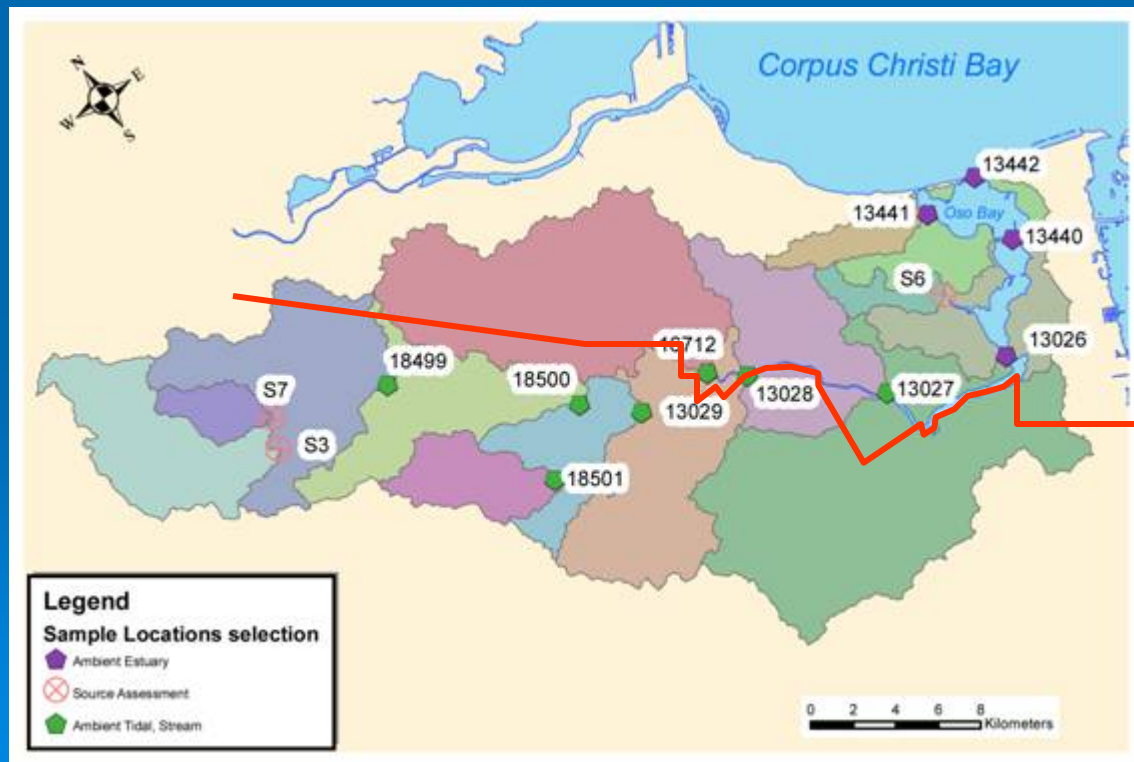 N
E
W
S
Corpus Christi Bay
13442
13441
Oso Bay
13440
S6
13026
18499
18500
13028
13027
S7
13029
S3
18501
Legend
Sample Locations selection
Ambient Estuary
Source Assessment
Ambient Tidal, Stream
0 2 4 6 8
Kilometers